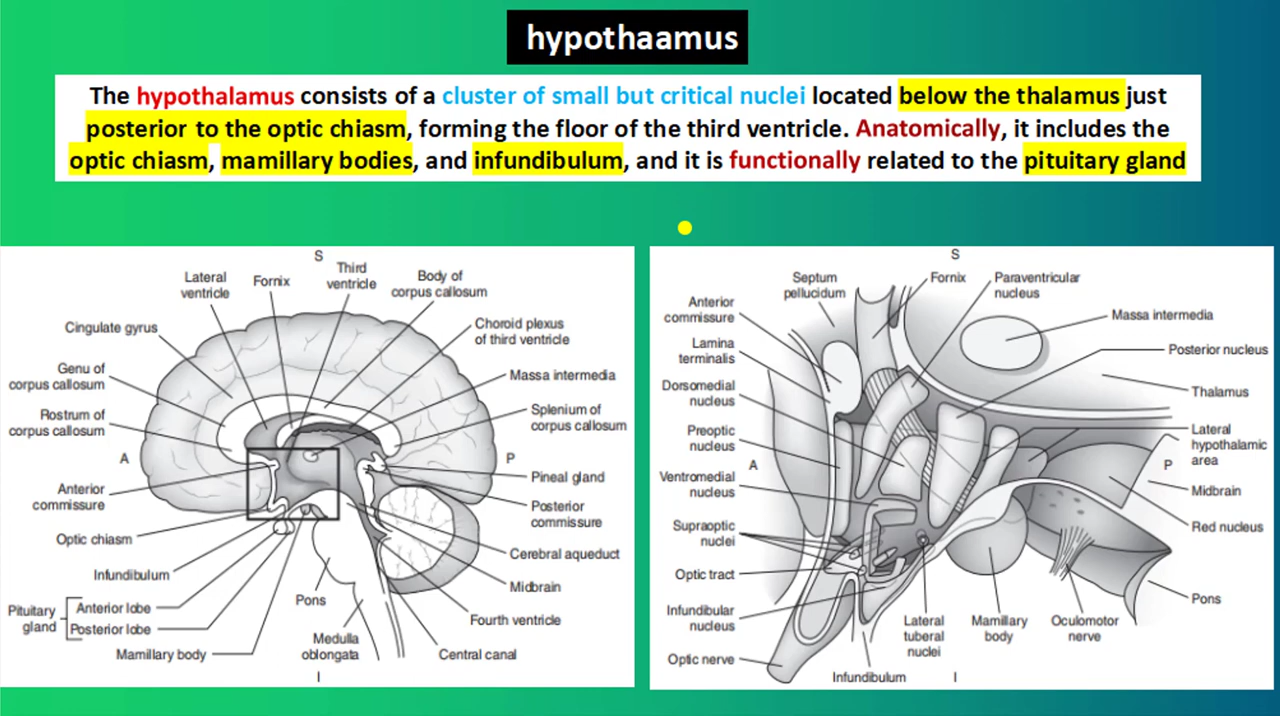 hypothaamus
The hypothalamus consists of a cluster of small but critical nuclei located below the thalamus just
posterior to the optic chiasm, forming the floor of the third ventricle. Anatomically, it includes the
optic chiasm, mamillary bodies, and infundibulum, and it is functionally related to the pituitary gland
S
Lateral
ventricle
Fornix
Third
ventricle
Body of
corpus callosum
Cingulate gyrus
Choroid plexus
of third ventricle
Genu of
corpus callosum
Massa intermedia
Rostrum of
corpus callosum
Splenium of
corpus callosum
A
P
Pineal gland
Anterior
commissure
Posterior
commissure
Optic chiasm
Cerebral aqueduct
Infundibulum
Midbrain
Pituitary
gland
Anterior lobe
Posterior lobe
Pons
Fourth ventricle
Mamillary body
Medulla
oblongata
Central canal
I
S
Septum
pellucidum
Fornix
Paraventricular
nucleus
Anterior
commissure
Massa intermedia
Lamina
terminalis
Posterior nucleus
Dorsomedial
nucleus
Thalamus
Preoptic
nucleus
Lateral
hypothalamic
area
A
P
Ventromedial
nucleus
Midbrain
Supraoptic
nuclei
Red nucleus
Optic tract
Pons
Infundibular
nucleus
Lateral
tuberal
nuclei
Mamillary
body
Oculomotor
nerve
Optic nerve
Infundibulum
I